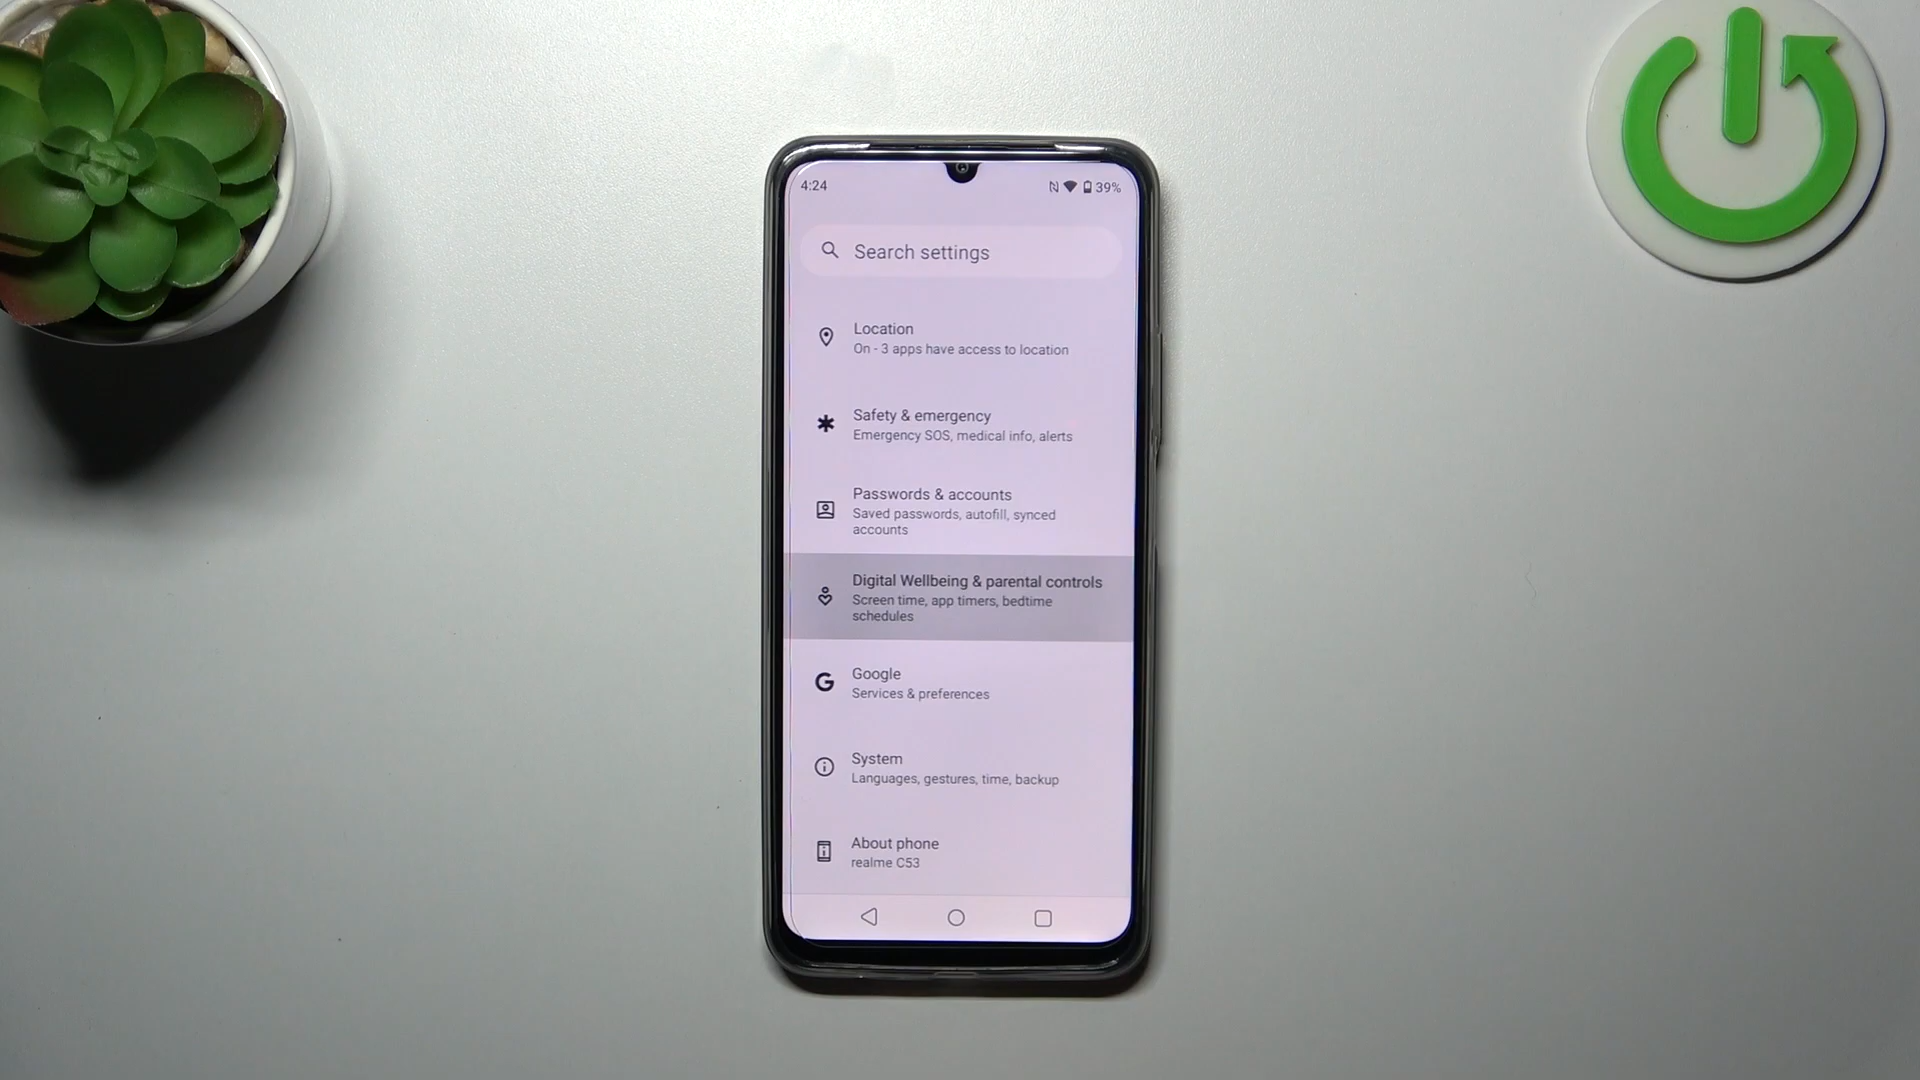 4:24
39%
Search settings
Location
On - 3 apps have access to location
Safety & emergency
Emergency SOS, medical info, alerts
Passwords & accounts
Saved passwords, autofill, synced
accounts
Digital Wellbeing & parental controls
Screen time, app timers, bedtime
schedules
Google
Services & preferences
System
Languages, gestures, time, backup
About phone
realme C53